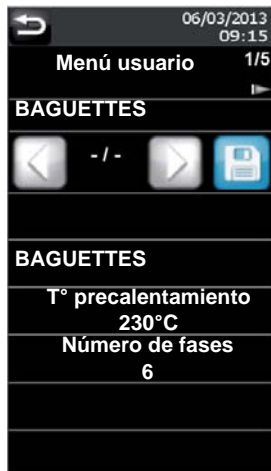 06/03/2013
09:15
Menú usuario 1/5
BAGUETTES
- / -
BAGUETTES
T° precalentamiento
230°C
Número de fases
6